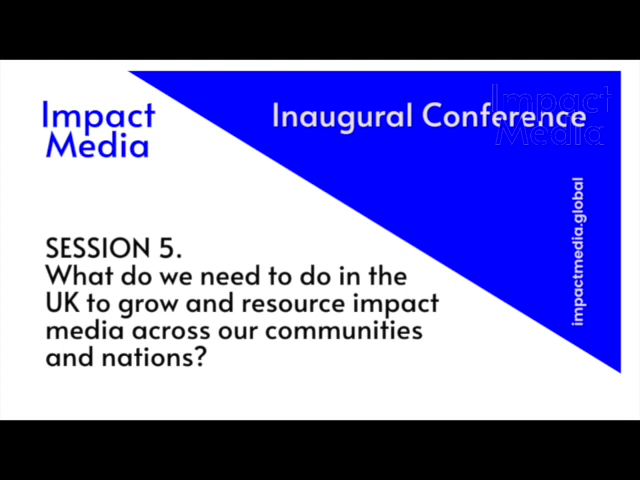 Impact
Media
Inaugural Conference
Impact
Media
impactmedia.global
SESSION 5.
What do we need to do in the
UK to grow and resource impact
media across our communities
and nations?